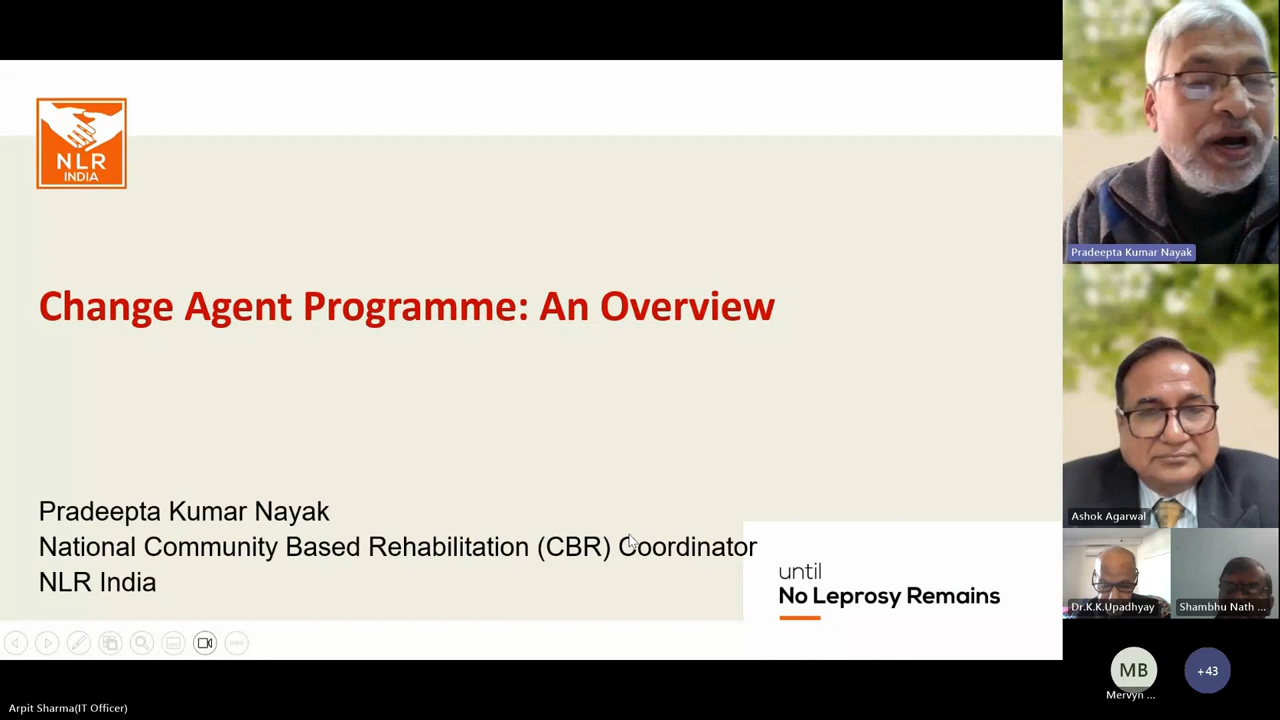 NLR
INDIA
Change Agent Programme: An Overview
Pradeepta Kumar Nayak
National Community Based Rehabilitation (CBR) Coordinator
NLR India
until
No Leprosy Remains
Arpit Sharma(IT Officer)
Pradeepta Kumar Nayak
Ashok Agarwal
Dr.K.K.Upadhyay
Shambhu Nath ...
MB
Mervyn ...
+43